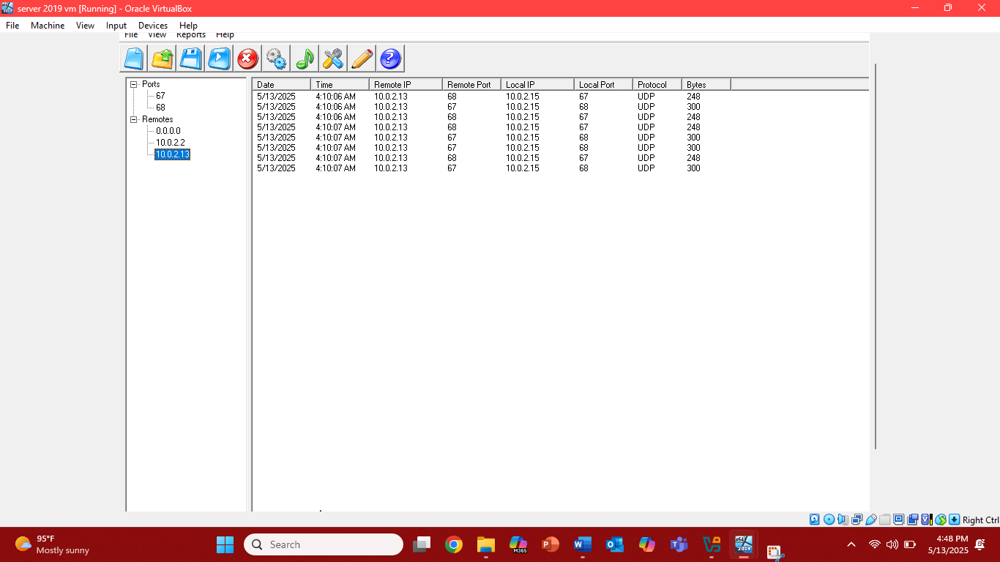 server 2019 vm [Running] - Oracle VirtualBox
File Machine View Input Devices Help
File View Reports Help
Ports
67
68
Remotes
0.0.0.0
10.0.2.2
10.0.2.13
Date Time Remote IP Remote Port Local IP Local Port Protocol Bytes
5/13/2025 4:10:06 AM 10.0.2.13 68 10.0.2.15 67 UDP 248
5/13/2025 4:10:06 AM 10.0.2.13 67 10.0.2.15 68 UDP 300
5/13/2025 4:10:06 AM 10.0.2.13 68 10.0.2.15 67 UDP 248
5/13/2025 4:10:07 AM 10.0.2.13 68 10.0.2.15 67 UDP 248
5/13/2025 4:10:07 AM 10.0.2.13 67 10.0.2.15 68 UDP 300
5/13/2025 4:10:07 AM 10.0.2.13 67 10.0.2.15 68 UDP 300
5/13/2025 4:10:07 AM 10.0.2.13 68 10.0.2.15 67 UDP 248
5/13/2025 4:10:07 AM 10.0.2.13 67 10.0.2.15 68 UDP 300
Right Ctrl
95°F
Mostly sunny
Search
M365
2019
4:48 PM
5/13/2025